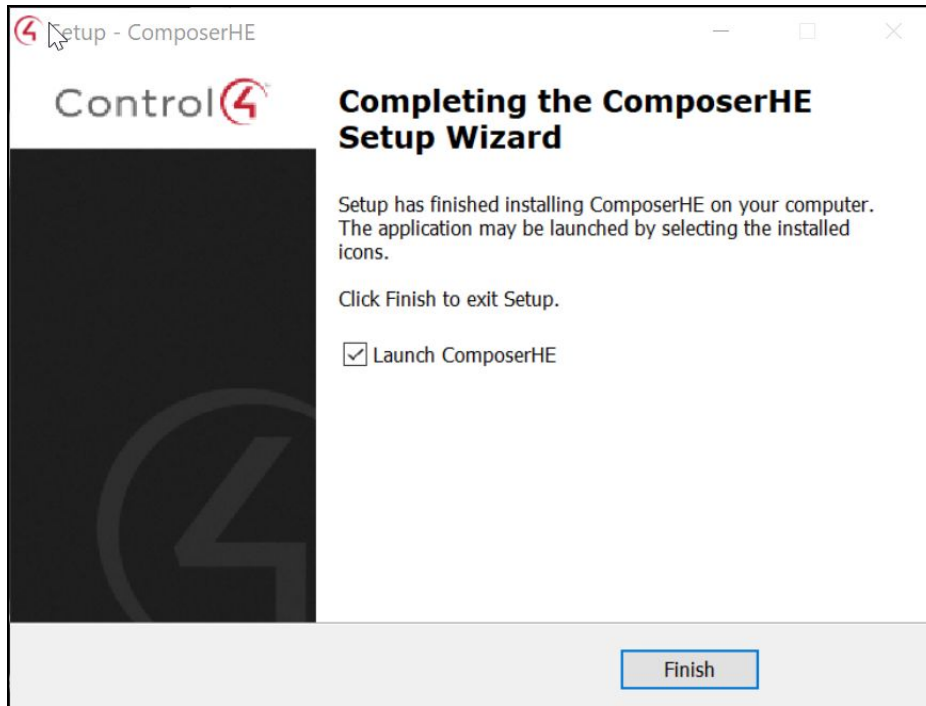 Setup - ComposerHE
Control4
Completing the ComposerHE
Setup Wizard
Setup has finished installing ComposerHE on your computer.
The application may be launched by selecting the installed
icons.
Click Finish to exit Setup.
Launch ComposerHE
Finish